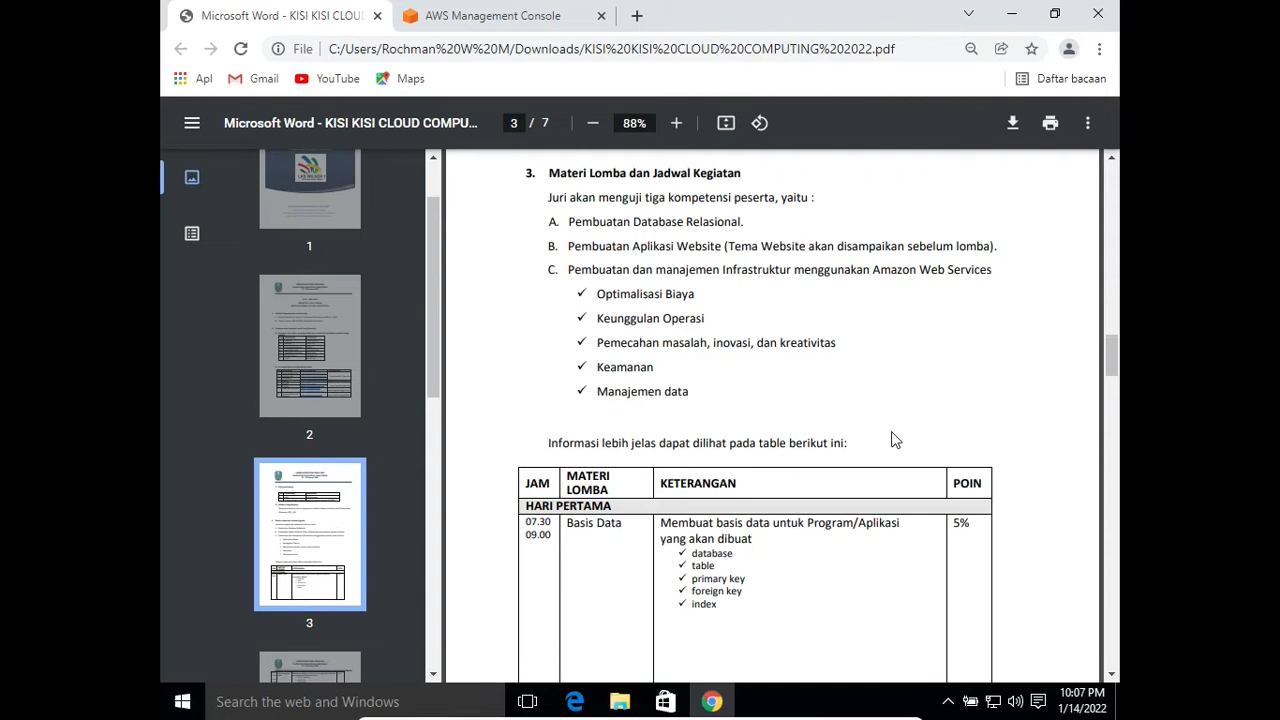 Microsoft Word - KISI KISI CLOU
AWS Management Console
File
C:/Users/Rochman%20W%20M/Downloads/KISI%20KISI%20CLOUD%20COMPUTING%202022.pdf
Apl
Gmail
YouTube
Maps
Daftar bacaan
Microsoft Word - KISI KISI CLOUD COMPU...
3 / 7
88%
1
2
3
3. Materi Lomba dan Jadwal Kegiatan
Juri akan menguji tiga kompetensi peserta, yaitu :
A. Pembuatan Database Relasional.
B. Pembuatan Aplikasi Website (Tema Website akan disampaikan sebelum lomba).
C. Pembuatan dan manajemen Infrastruktur menggunakan Amazon Web Services
✓ Optimalisasi Biaya
✓ Keunggulan Operasi
✓ Pemecahan masalah, inovasi, dan kreativitas
✓ Keamanan
✓ Manajemen data
Informasi lebih jelas dapat dilihat pada table berikut ini:
JAM
MATERI
LOMBA
KETERANGAN
POIN
HARI PERTAMA
07.30
09.00
Basis Data
Membuat basis data untuk Program/Aplikasi
yang akan dibuat
✓ database
✓ table
✓ primary key
✓ foreign key
✓ index
5%
Search the web and Windows
10:07 PM
1/14/2022